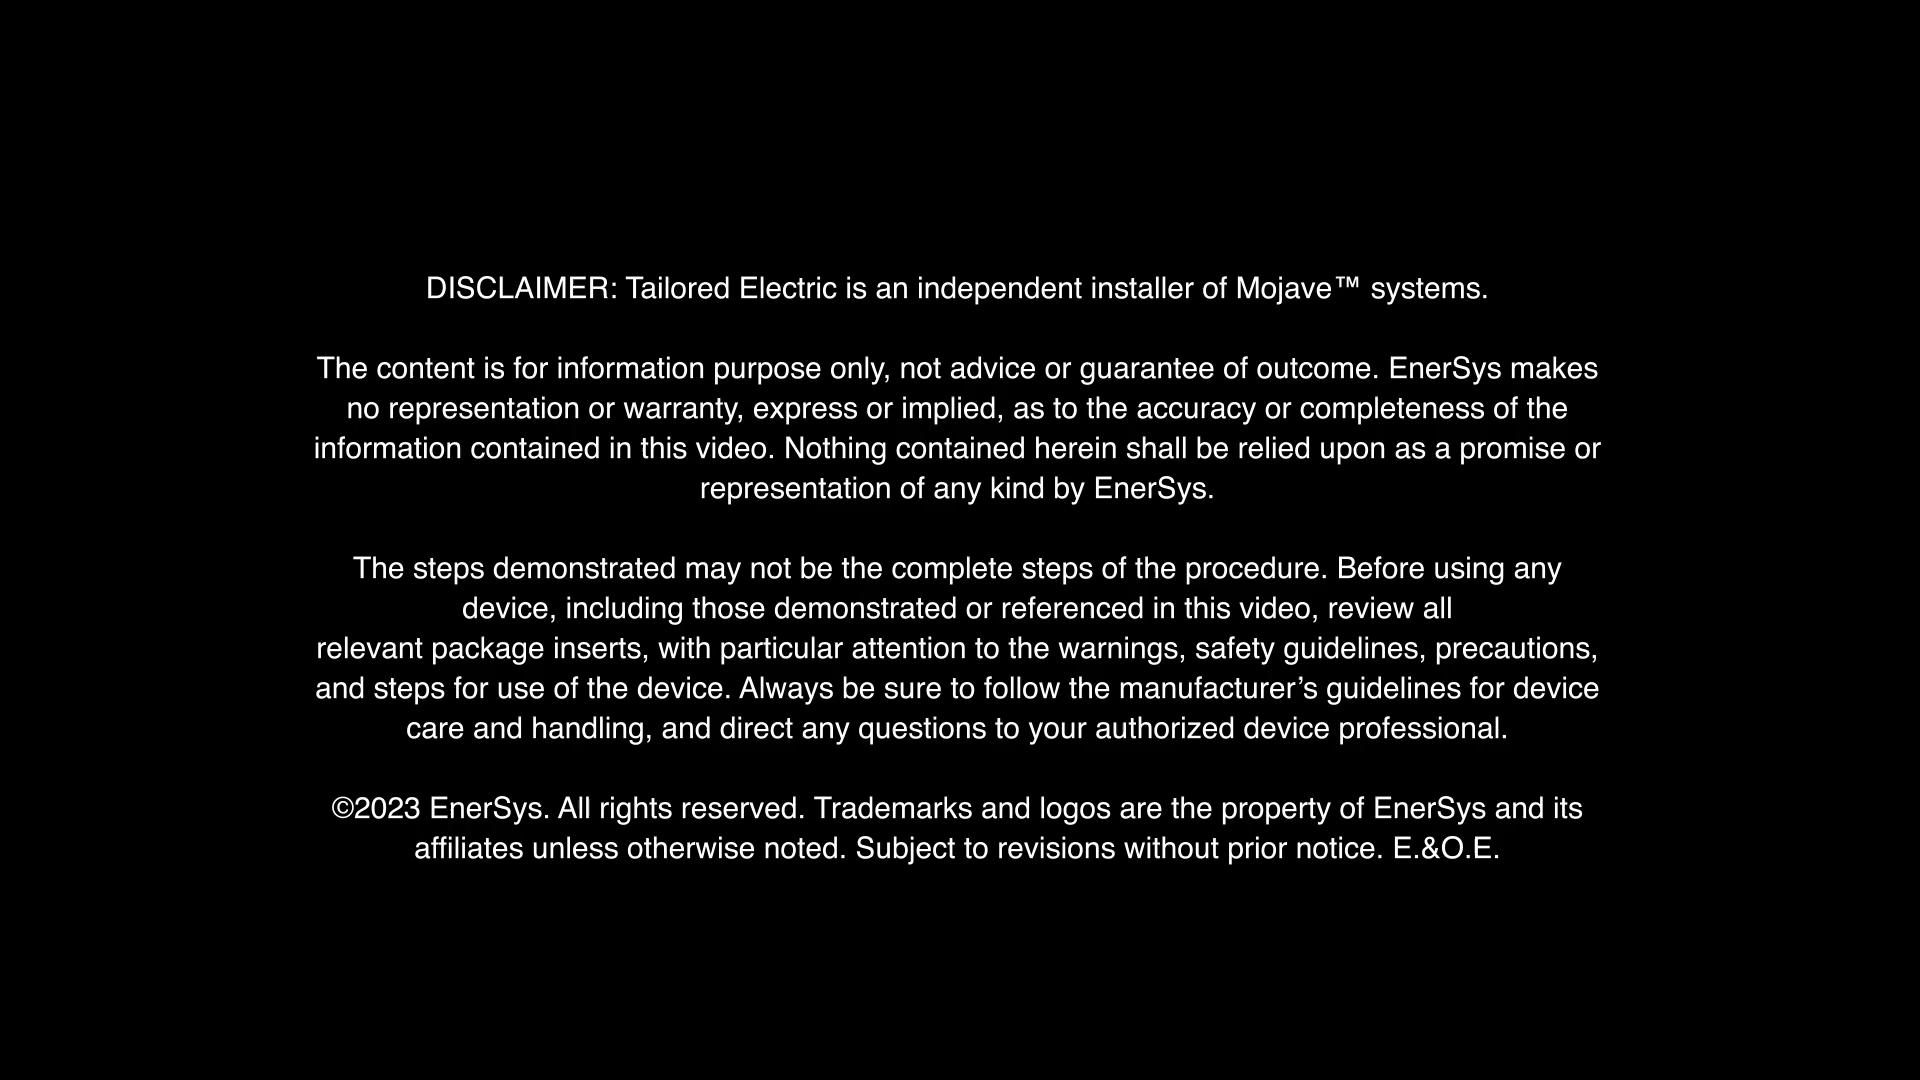 DISCLAIMER: Tailored Electric is an independent installer of Mojave™ systems.
The content is for information purpose only, not advice or guarantee of outcome. EnerSys makes
no representation or warranty, express or implied, as to the accuracy or completeness of the
information contained in this video. Nothing contained herein shall be relied upon as a promise or
representation of any kind by EnerSys.
The steps demonstrated may not be the complete steps of the procedure. Before using any
device, including those demonstrated or referenced in this video, review all
relevant package inserts, with particular attention to the warnings, safety guidelines, precautions,
and steps for use of the device. Always be sure to follow the manufacturer’s guidelines for device
care and handling, and direct any questions to your authorized device professional.
©2023 EnerSys. All rights reserved. Trademarks and logos are the property of EnerSys and its
affiliates unless otherwise noted. Subject to revisions without prior notice. E.&O.E.